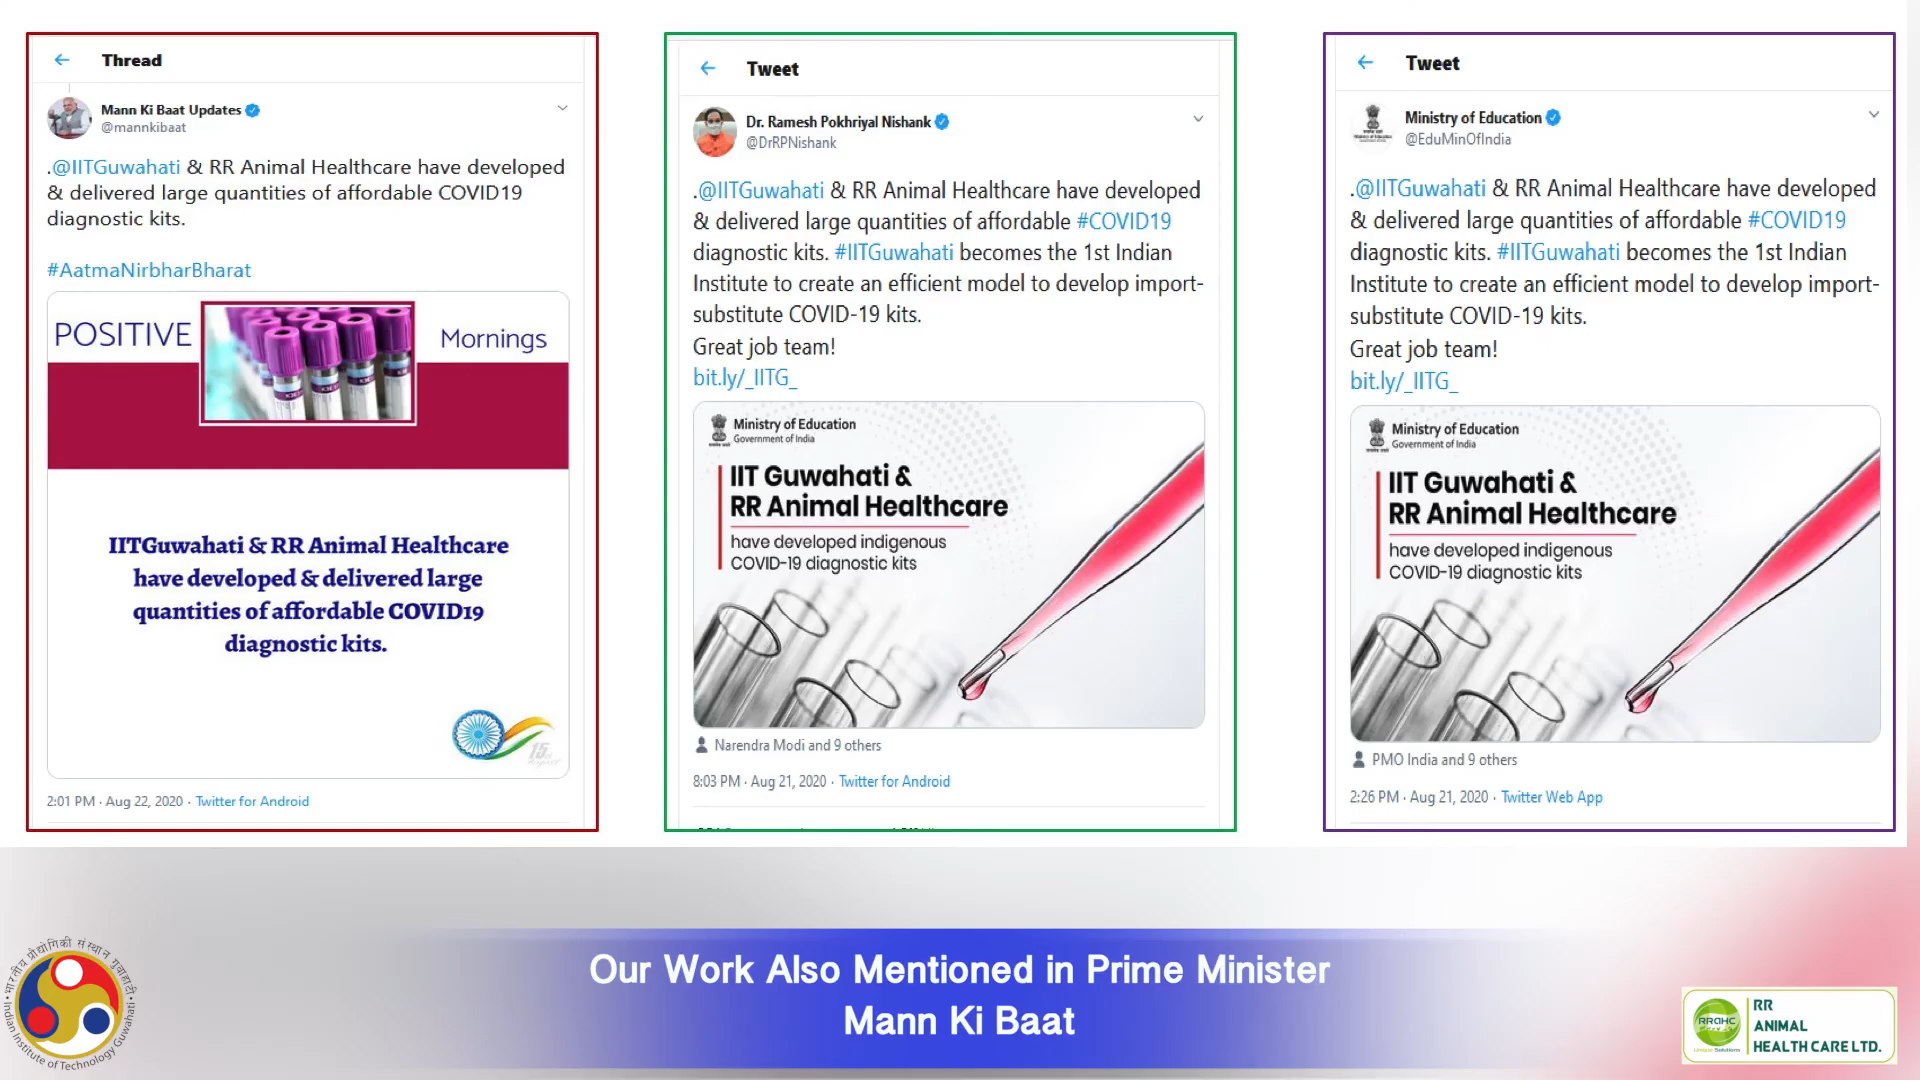 Thread
Mann Ki Baat Updates
@mannkibaat
.@IITGuwahati & RR Animal Healthcare have developed
& delivered large quantities of affordable COVID19
diagnostic kits.
#AatmaNirbharBharat
POSITIVE
Mornings
IITGuwahati & RR Animal Healthcare
have developed & delivered large
quantities of affordable COVID19
diagnostic kits.
2:01 PM · Aug 22, 2020 · Twitter for Android
Tweet
Dr. Ramesh Pokhriyal Nishank
@DrRPNishank
.@IITGuwahati & RR Animal Healthcare have developed
& delivered large quantities of affordable #COVID19
diagnostic kits. #IITGuwahati becomes the 1st Indian
Institute to create an efficient model to develop import-
substitute COVID-19 kits.
Great job team!
bit.ly/_IITG_
Ministry of Education
Government of India
IIT Guwahati &
RR Animal Healthcare
have developed indigenous
COVID-19 diagnostic kits
Narendra Modi and 9 others
8:03 PM · Aug 21, 2020 · Twitter for Android
Tweet
Ministry of Education
@EduMinOfIndia
.@IITGuwahati & RR Animal Healthcare have developed
& delivered large quantities of affordable #COVID19
diagnostic kits. #IITGuwahati becomes the 1st Indian
Institute to create an efficient model to develop import-
substitute COVID-19 kits.
Great job team!
bit.ly/_IITG_
Ministry of Education
Government of India
IIT Guwahati &
RR Animal Healthcare
have developed indigenous
COVID-19 diagnostic kits
PMO India and 9 others
2:26 PM · Aug 21, 2020 · Twitter Web App
Our Work Also Mentioned in Prime Minister
Mann Ki Baat
भारतीय प्रौद्योगिकी संस्थान गुवाहाटी
Indian Institute of Technology Guwahati
RRAHC
RR
ANIMAL
HEALTH CARE LTD.